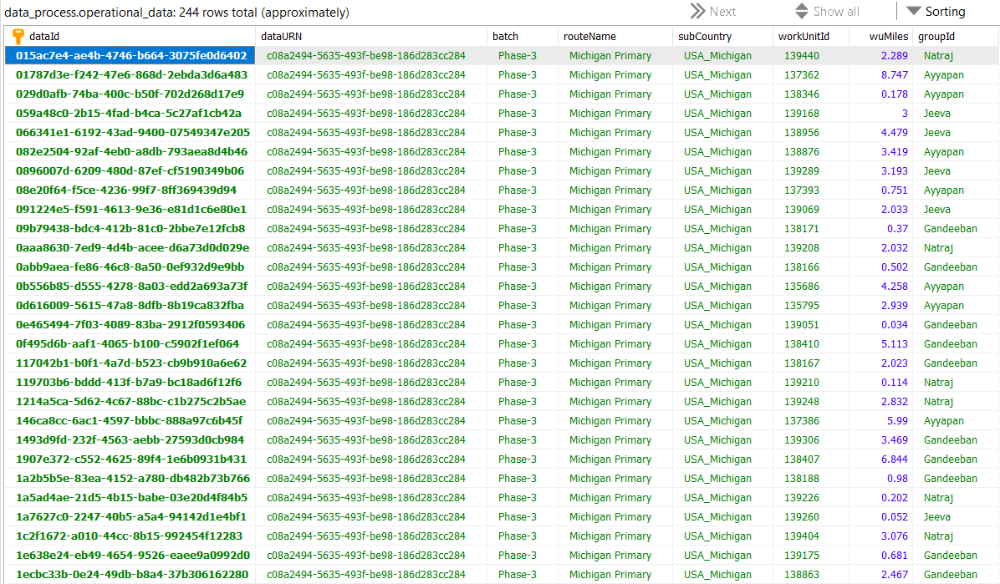 data_process.operational_data: 244 rows total (approximately) Next Show all Sorting
dataId dataURN batch routeName subCountry workUnitId wuMiles groupId
015ac7e4-ae4b-4746-b664-3075fe0d6402 c08a2494-5635-493f-be98-186d283cc284 Phase-3 Michigan Primary USA_Michigan 139440 2.289 Natraj
01787d3e-f242-47e6-868d-2ebda3d6a483 c08a2494-5635-493f-be98-186d283cc284 Phase-3 Michigan Primary USA_Michigan 137362 8.747 Ayyapan
029d0afb-74ba-400c-b50f-702d268d17e9 c08a2494-5635-493f-be98-186d283cc284 Phase-3 Michigan Primary USA_Michigan 138346 0.178 Ayyapan
059a48c0-2b15-4fad-b4ca-5c27af1cb42a c08a2494-5635-493f-be98-186d283cc284 Phase-3 Michigan Primary USA_Michigan 139168 3 Jeeva
066341e1-6192-43ad-9400-07549347e205 c08a2494-5635-493f-be98-186d283cc284 Phase-3 Michigan Primary USA_Michigan 138956 4.479 Jeeva
082e2504-92af-4eb0-a8db-793aea8d4b46 c08a2494-5635-493f-be98-186d283cc284 Phase-3 Michigan Primary USA_Michigan 138876 3.419 Ayyapan
0896007d-6209-480d-87ef-cf5190349b06 c08a2494-5635-493f-be98-186d283cc284 Phase-3 Michigan Primary USA_Michigan 139289 3.193 Jeeva
08e20f64-f5ce-4236-99f7-8ff369439d94 c08a2494-5635-493f-be98-186d283cc284 Phase-3 Michigan Primary USA_Michigan 137393 0.751 Ayyapan
091224e5-f591-4613-9e36-e81d1c6e80e1 c08a2494-5635-493f-be98-186d283cc284 Phase-3 Michigan Primary USA_Michigan 139069 2.033 Jeeva
09b79438-bdc4-412b-81c0-2bbe7e12fcb8 c08a2494-5635-493f-be98-186d283cc284 Phase-3 Michigan Primary USA_Michigan 138171 0.37 Gandeeban
0aaa8630-7ed9-4d4b-acee-d6a73d0d029e c08a2494-5635-493f-be98-186d283cc284 Phase-3 Michigan Primary USA_Michigan 139208 2.032 Natraj
0abb9aea-fe86-46c8-8a50-0ef932d9e9bb c08a2494-5635-493f-be98-186d283cc284 Phase-3 Michigan Primary USA_Michigan 138166 0.502 Gandeeban
0b556b85-d555-4278-8a03-edd2a693a73f c08a2494-5635-493f-be98-186d283cc284 Phase-3 Michigan Primary USA_Michigan 135686 4.258 Ayyapan
0d616009-5615-47a8-8dfb-8b19ca832fba c08a2494-5635-493f-be98-186d283cc284 Phase-3 Michigan Primary USA_Michigan 135795 2.939 Ayyapan
0e465494-7f03-4089-83ba-2912f0593406 c08a2494-5635-493f-be98-186d283cc284 Phase-3 Michigan Primary USA_Michigan 139051 0.034 Gandeeban
0f495d6b-aaf1-4065-b100-c5902f1ef064 c08a2494-5635-493f-be98-186d283cc284 Phase-3 Michigan Primary USA_Michigan 138410 5.113 Gandeeban
117042b1-b0f1-4a7d-b523-cb9b910a6e62 c08a2494-5635-493f-be98-186d283cc284 Phase-3 Michigan Primary USA_Michigan 138167 2.023 Gandeeban
119703b6-bddd-413f-b7a9-bc18ad6f12f6 c08a2494-5635-493f-be98-186d283cc284 Phase-3 Michigan Primary USA_Michigan 139210 0.114 Natraj
1214a5ca-5d62-4c67-88bc-c1b275c2b5ae c08a2494-5635-493f-be98-186d283cc284 Phase-3 Michigan Primary USA_Michigan 139248 2.832 Natraj
146ca8cc-6ac1-4597-bbbc-888a97c6b45f c08a2494-5635-493f-be98-186d283cc284 Phase-3 Michigan Primary USA_Michigan 137386 5.99 Ayyapan
1493d9fd-232f-4563-aebb-27593d0cb984 c08a2494-5635-493f-be98-186d283cc284 Phase-3 Michigan Primary USA_Michigan 139306 3.469 Gandeeban
1907e372-c552-4625-89f4-1e6b0931b431 c08a2494-5635-493f-be98-186d283cc284 Phase-3 Michigan Primary USA_Michigan 138407 6.844 Gandeeban
1a2b5b5e-83ea-4152-a780-db482b73b766 c08a2494-5635-493f-be98-186d283cc284 Phase-3 Michigan Primary USA_Michigan 138188 0.98 Gandeeban
1a5ad4ae-21d5-4b15-babe-03e20d4f84b5 c08a2494-5635-493f-be98-186d283cc284 Phase-3 Michigan Primary USA_Michigan 139226 0.202 Natraj
1a7627c0-2247-40b5-a5a4-94142d1e4bf1 c08a2494-5635-493f-be98-186d283cc284 Phase-3 Michigan Primary USA_Michigan 139260 0.052 Jeeva
1c2f1672-a010-44cc-8b15-992454f12283 c08a2494-5635-493f-be98-186d283cc284 Phase-3 Michigan Primary USA_Michigan 139404 3.076 Natraj
1e638e24-eb49-4654-9526-eaee9a0992d0 c08a2494-5635-493f-be98-186d283cc284 Phase-3 Michigan Primary USA_Michigan 139175 0.681 Gandeeban
1ecbc33b-0e24-49db-b8a4-37b306162280 c08a2494-5635-493f-be98-186d283cc284 Phase-3 Michigan Primary USA_Michigan 138863 2.467 Gandeeban